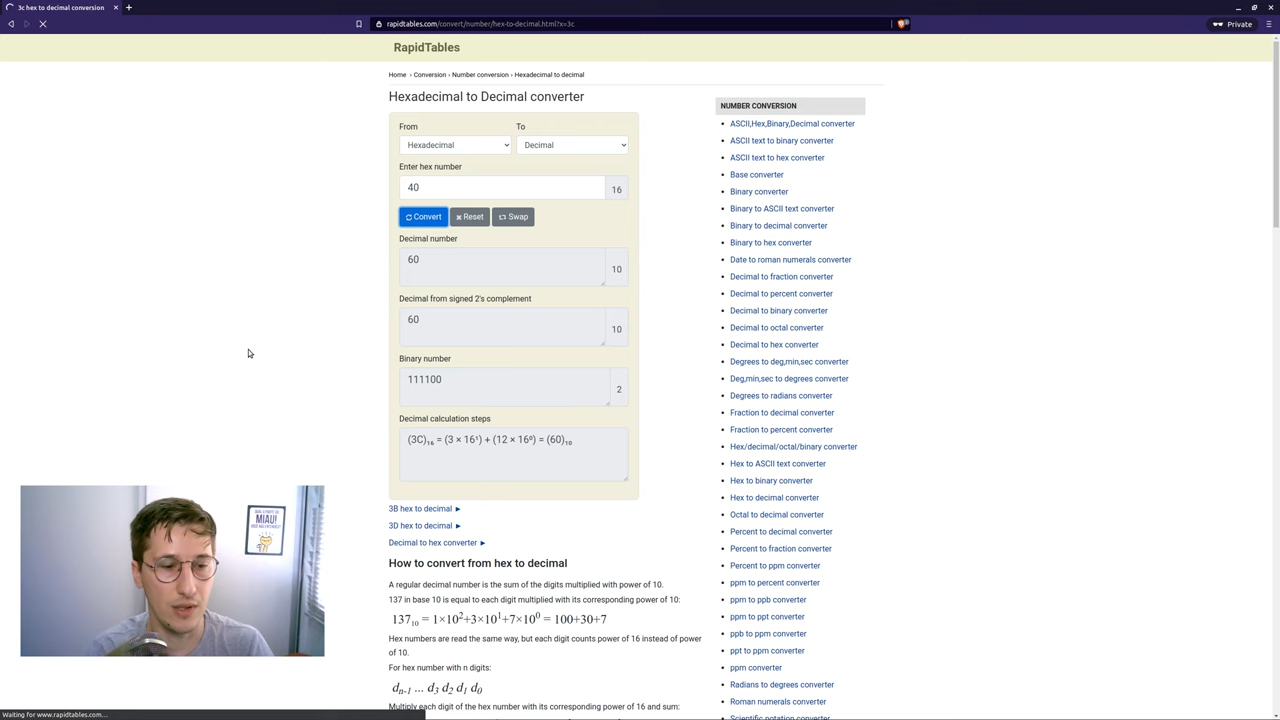 3c hex to decimal conversion
rapidtables.com/convert/number/hex-to-decimal.html?x=3c
Private
RapidTables
Home › Conversion › Number conversion › Hexadecimal to decimal
Hexadecimal to Decimal converter
From To
Hexadecimal Decimal
Enter hex number
40 16
Convert Reset Swap
Decimal number
60
10
Decimal from signed 2's complement
60
10
Binary number
111100
2
Decimal calculation steps
(3C)₁₆ = (3 × 16¹) + (12 × 16⁰) = (60)₁₀
3B hex to decimal ►
3D hex to decimal ►
Decimal to hex converter ►
How to convert from hex to decimal
A regular decimal number is the sum of the digits multiplied with power of 10.
137 in base 10 is equal to each digit multiplied with its corresponding power of 10:
137₁₀ = 1×10²+3×10¹+7×10⁰ = 100+30+7
Hex numbers are read the same way, but each digit counts power of 16 instead of power
of 10.
For hex number with n digits:
dₙ₋₁ ... d₃ d₂ d₁ d₀
Multiply each digit of the hex number with its corresponding power of 16 and sum:
NUMBER CONVERSION
ASCII,Hex,Binary,Decimal converter
ASCII text to binary converter
ASCII text to hex converter
Base converter
Binary converter
Binary to ASCII text converter
Binary to decimal converter
Binary to hex converter
Date to roman numerals converter
Decimal to fraction converter
Decimal to percent converter
Decimal to binary converter
Decimal to octal converter
Decimal to hex converter
Degrees to deg,min,sec converter
Deg,min,sec to degrees converter
Degrees to radians converter
Fraction to decimal converter
Fraction to percent converter
Hex/decimal/octal/binary converter
Hex to ASCII text converter
Hex to binary converter
Hex to decimal converter
Octal to decimal converter
Percent to decimal converter
Percent to fraction converter
Percent to ppm converter
ppm to percent converter
ppm to ppb converter
ppm to ppt converter
ppb to ppm converter
ppt to ppm converter
ppm converter
Radians to degrees converter
Roman numerals converter
Scientific notation converter
MIAU!
Waiting for www.rapidtables.com...